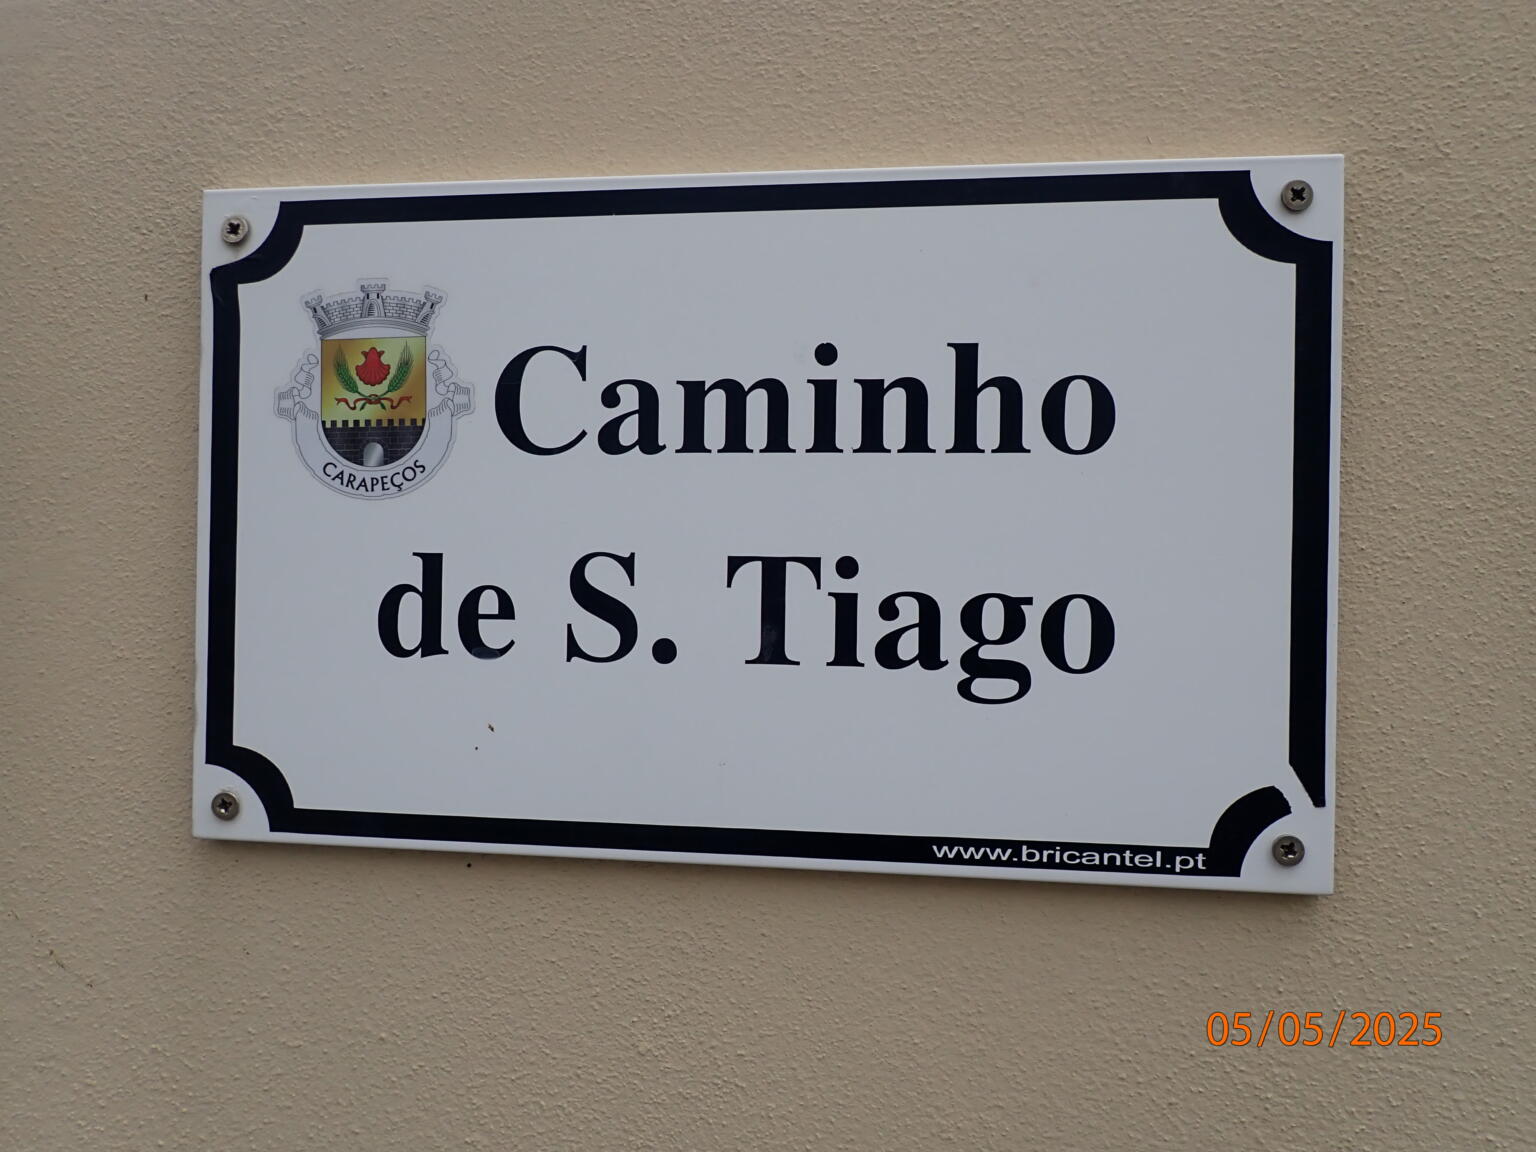 Caminho
CARAPEÇOS
de S. Tiago
www.bricantel.pt
05/05/2025